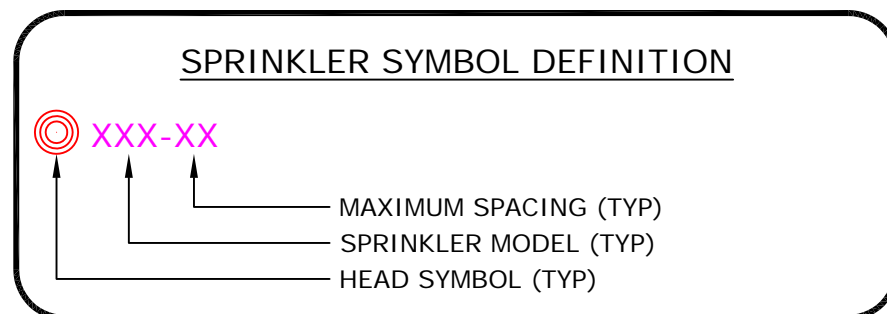 SPRINKLER SYMBOL DEFINITION
XXX-XX
MAXIMUM SPACING (TYP)
SPRINKLER MODEL (TYP)
HEAD SYMBOL (TYP)